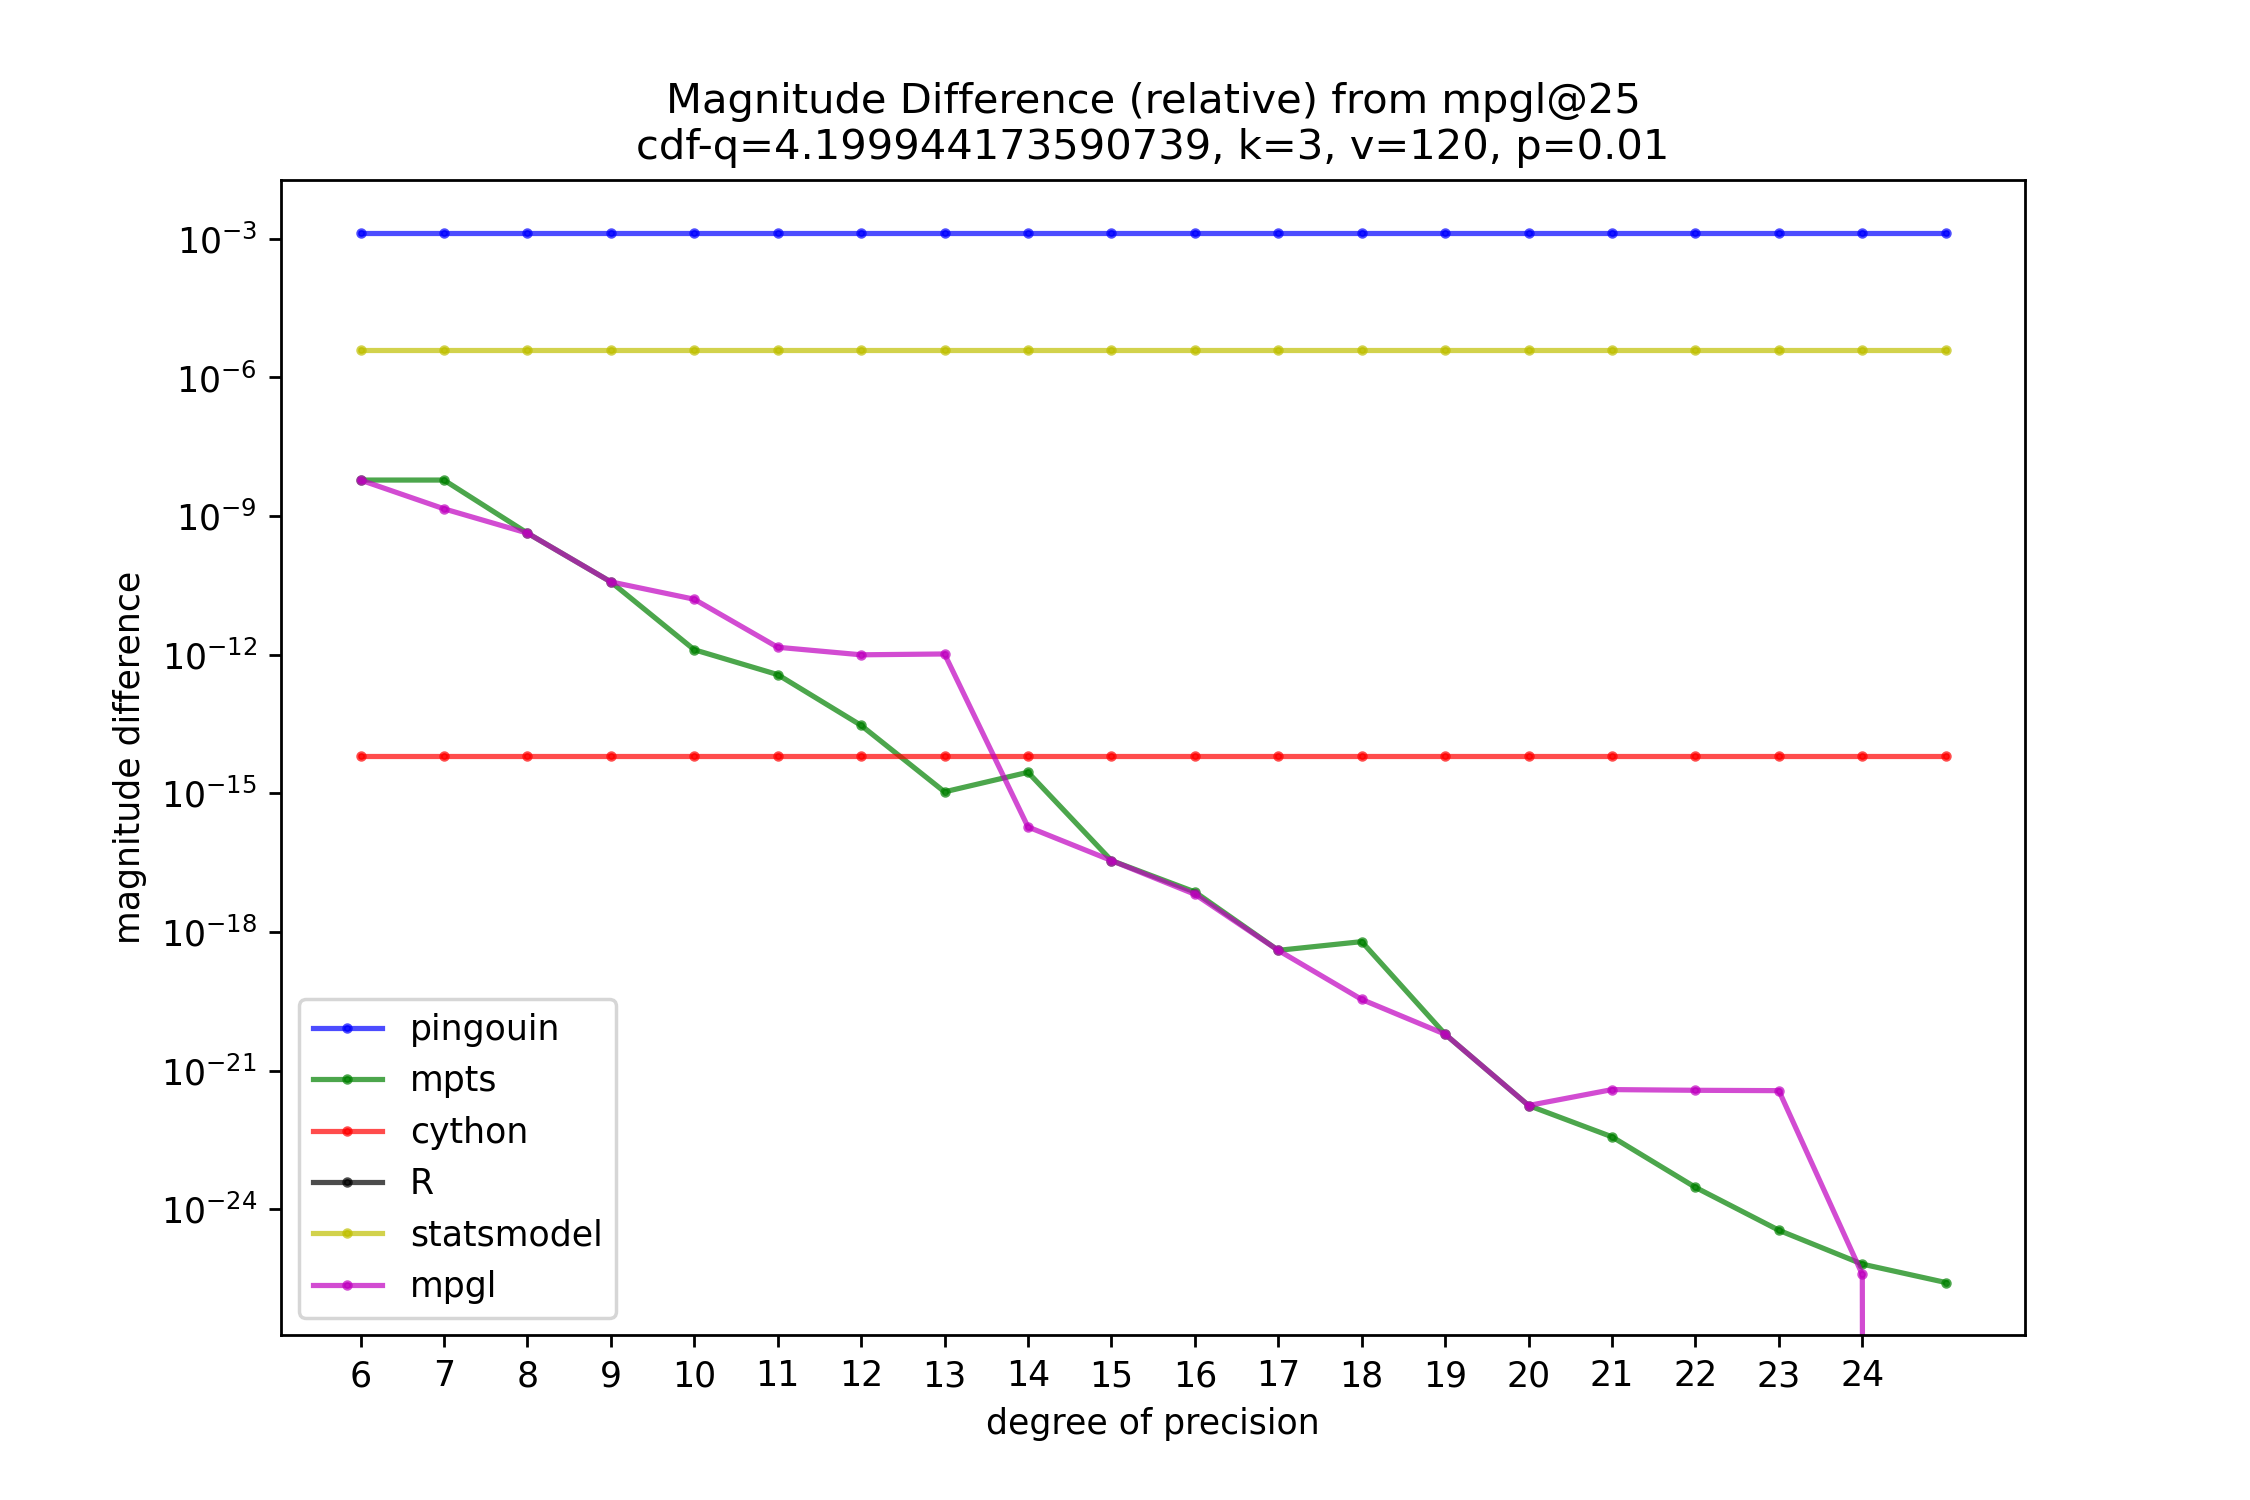 Magnitude Difference (relative) from mpgl@25
cdf-q=4.199944173590739, k=3, v=120, p=0.01
magnitude difference
10⁻³
10⁻⁶
10⁻⁹
10⁻¹²
10⁻¹⁵
10⁻¹⁸
10⁻²¹
10⁻²⁴
pingouin
mpts
cython
R
statsmodel
mpgl
6 7 8 9 10 11 12 13 14 15 16 17 18 19 20 21 22 23 24
degree of precision